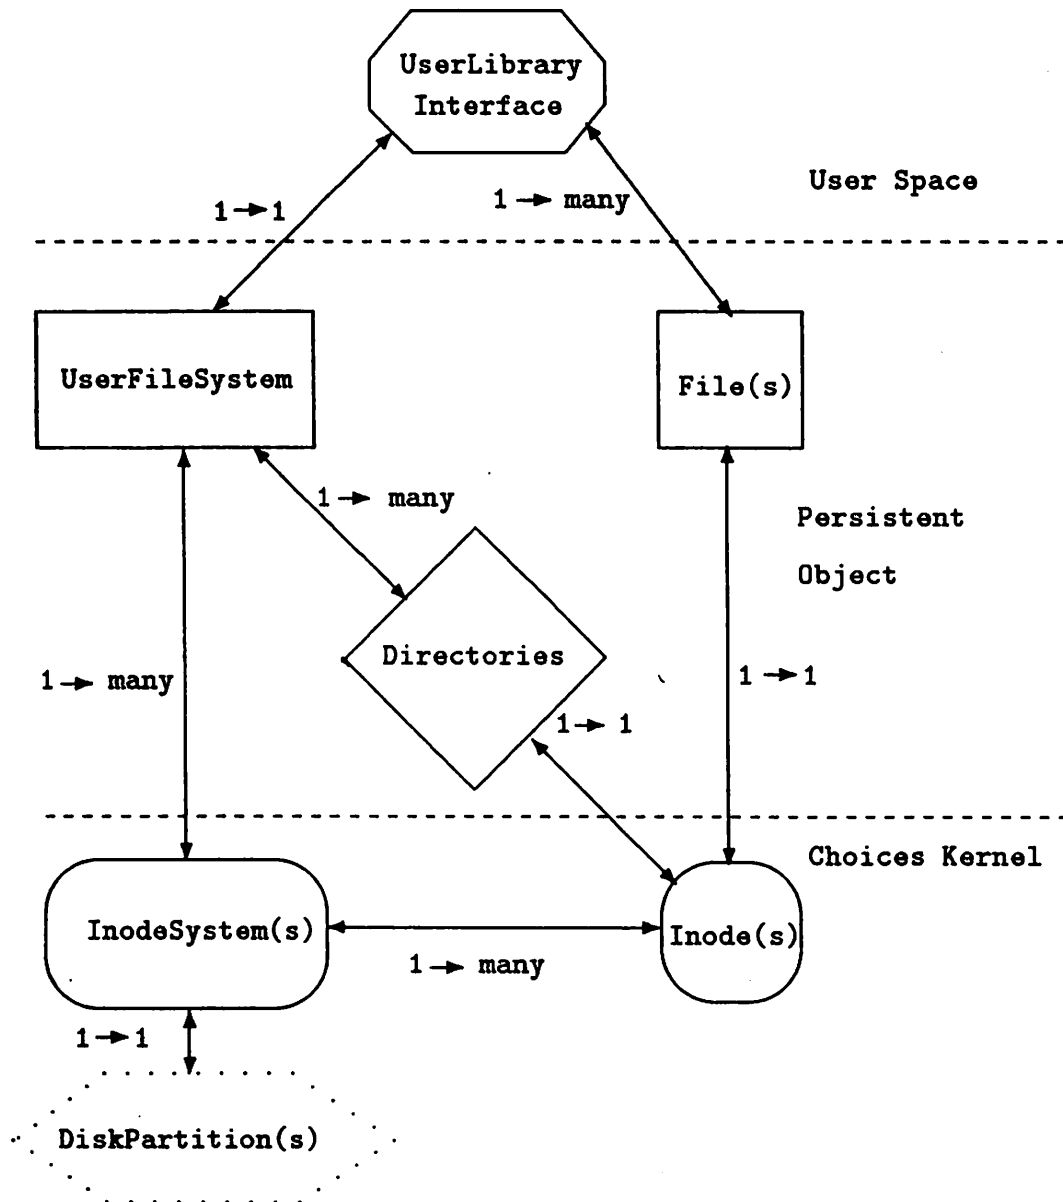 UserLibrary
Interface
User Space
1 → many
1 → 1
UserFileSystem
File(s)
1 → many
Persistent
Object
Directories
1 → many
1 → 1
1 → 1
Choices Kernel
InodeSystem(s)
Inode(s)
1 → many
1 → 1
DiskPartition(s)